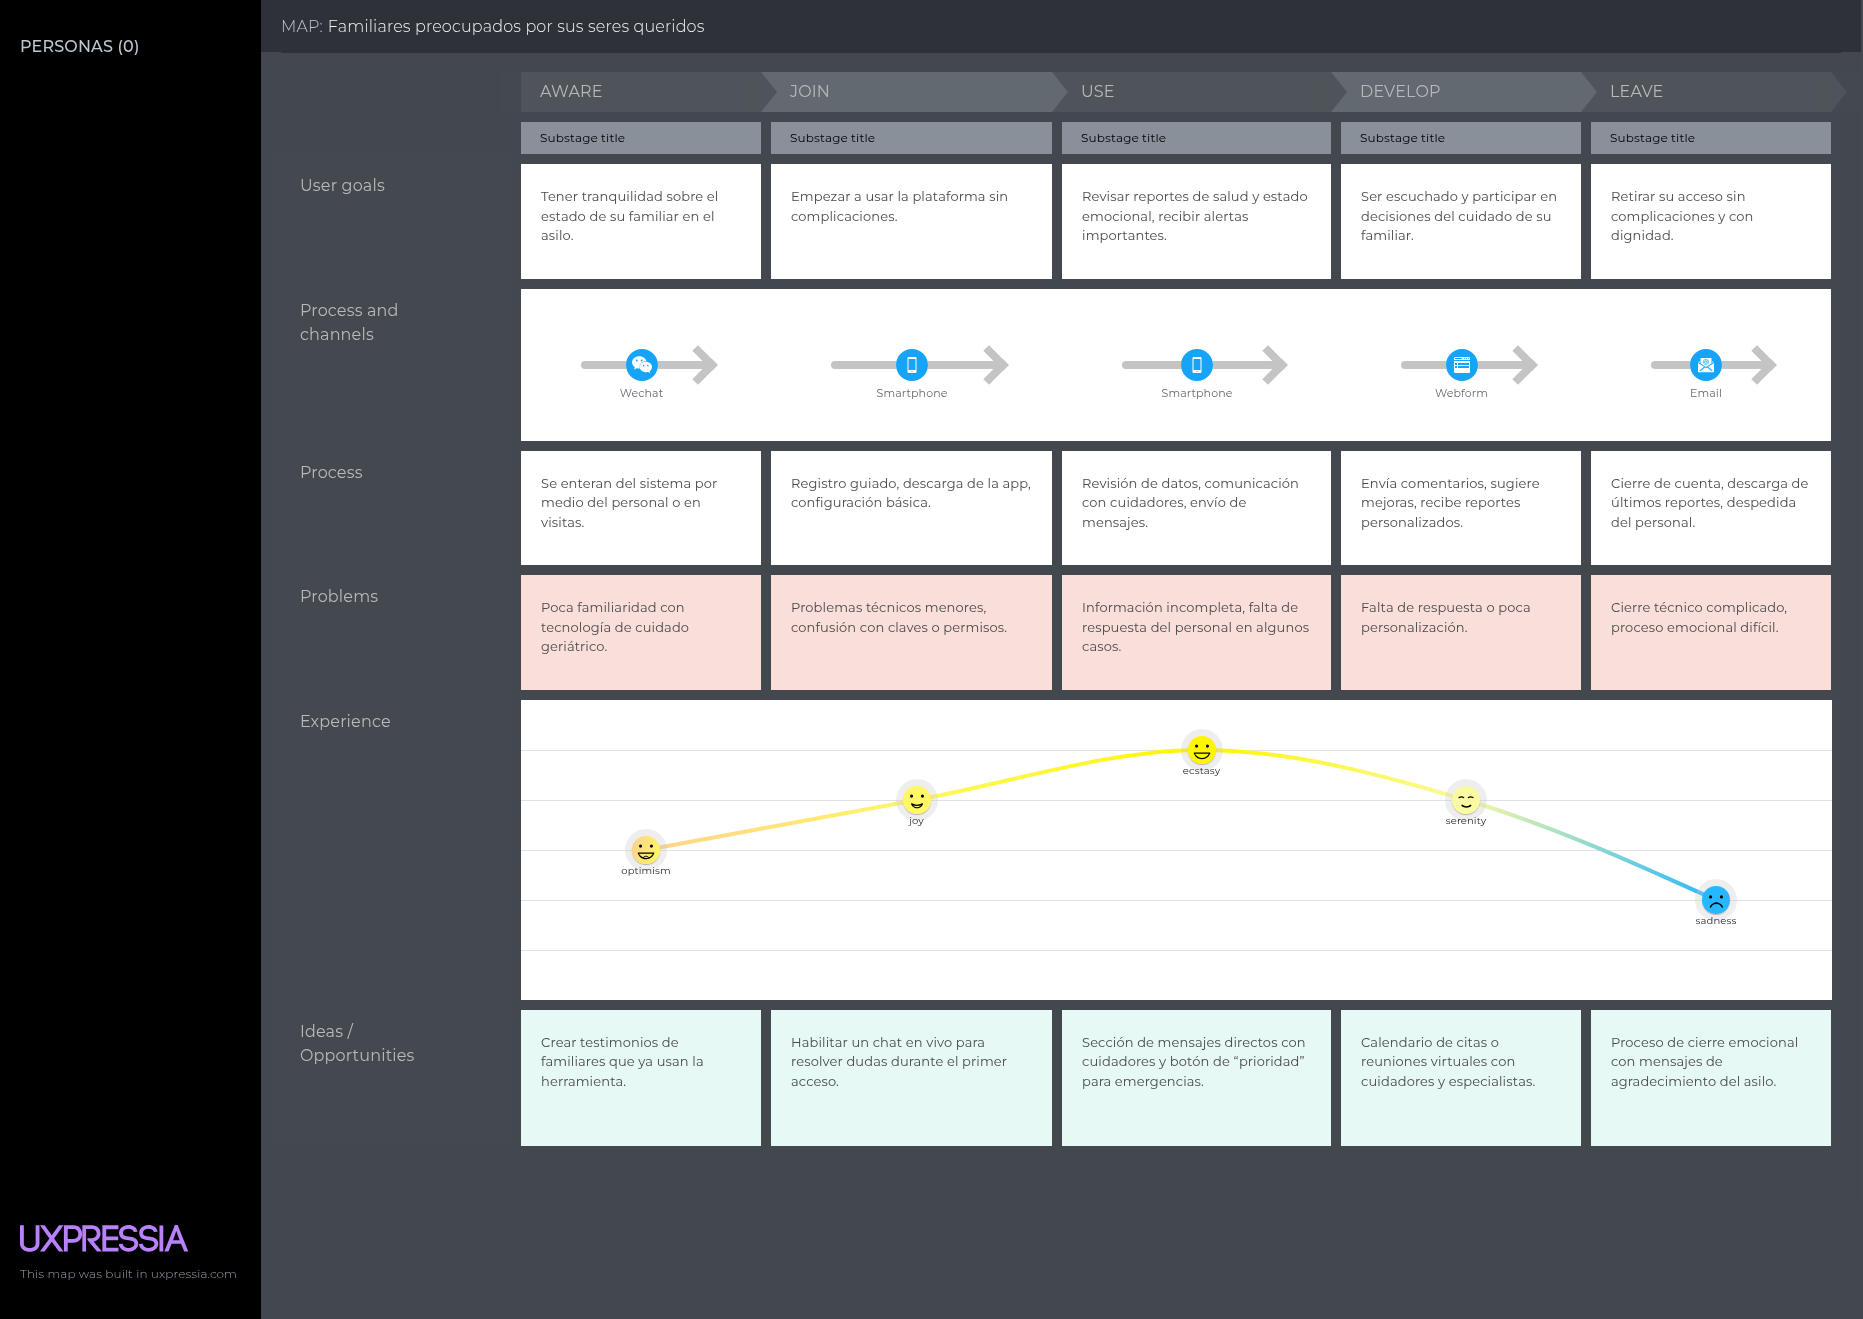 PERSONAS (0)
MAP: Familiares preocupados por sus seres queridos
AWARE
JOIN
USE
DEVELOP
LEAVE
Substage title
Substage title
Substage title
Substage title
Substage title
User goals
Tener tranquilidad sobre el
estado de su familiar en el
asilo.
Empezar a usar la plataforma sin
complicaciones.
Revisar reportes de salud y estado
emocional, recibir alertas
importantes.
Ser escuchado y participar en
decisiones del cuidado de su
familiar.
Retirar su acceso sin
complicaciones y con
dignidad.
Process and
channels
Wechat
Smartphone
Smartphone
Webform
Email
Process
Se enteran del sistema por
medio del personal o en
visitas.
Registro guiado, descarga de la app,
configuración básica.
Revisión de datos, comunicación
con cuidadores, envío de
mensajes.
Envía comentarios, sugiere
mejoras, recibe reportes
personalizados.
Cierre de cuenta, descarga de
últimos reportes, despedida
del personal.
Problems
Poca familiaridad con
tecnología de cuidado
geriátrico.
Problemas técnicos menores,
confusión con claves o permisos.
Información incompleta, falta de
respuesta del personal en algunos
casos.
Falta de respuesta o poca
personalización.
Cierre técnico complicado,
proceso emocional difícil.
Experience
optimism
joy
ecstasy
serenity
sadness
Ideas /
Opportunities
Crear testimonios de
familiares que ya usan la
herramienta.
Habilitar un chat en vivo para
resolver dudas durante el primer
acceso.
Sección de mensajes directos con
cuidadores y botón de “prioridad”
para emergencias.
Calendario de citas o
reuniones virtuales con
cuidadores y especialistas.
Proceso de cierre emocional
con mensajes de
agradecimiento del asilo.
UXPRESSIA
This map was built in uxpressia.com